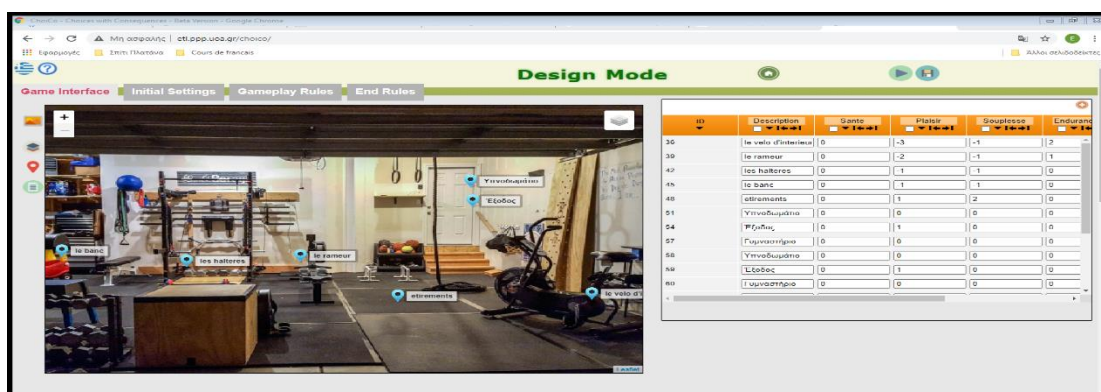 ChoiCo - Choices with Consequences - Beta Version - Google Chrome
Μη ασφαλής | etl.ppp.uoa.gr/choico/
Εφαρμογές Σπίτι Πλατάνια Cours de francais Άλλοι σελιδοδείκτες
Design Mode
Game Interface Initial Settings Gameplay Rules End Rules
+
−
Υπνοδωμάτιο
Έξοδος
le banc
les halteres
le rameur
etirements
le velo d'i
Leaflet
ID Description Sante Plaisir Souplesse Enduranc
36 le velo d'interieur 0 -3 -1 2
39 le rameur 0 -2 -1 1
42 les halteres 0 -1 -1 0
45 le banc 0 -1 -1 0
48 etirements 0 1 2 0
51 Υπνοδωμάτιο 0 0 0 0
54 Έξοδος 0 1 0 0
57 Γυμναστήριο 0 0 0 0
58 Υπνοδωμάτιο 0 0 0 0
59 Έξοδος 0 1 0 0
60 Γυμναστήριο 0 0 0 0